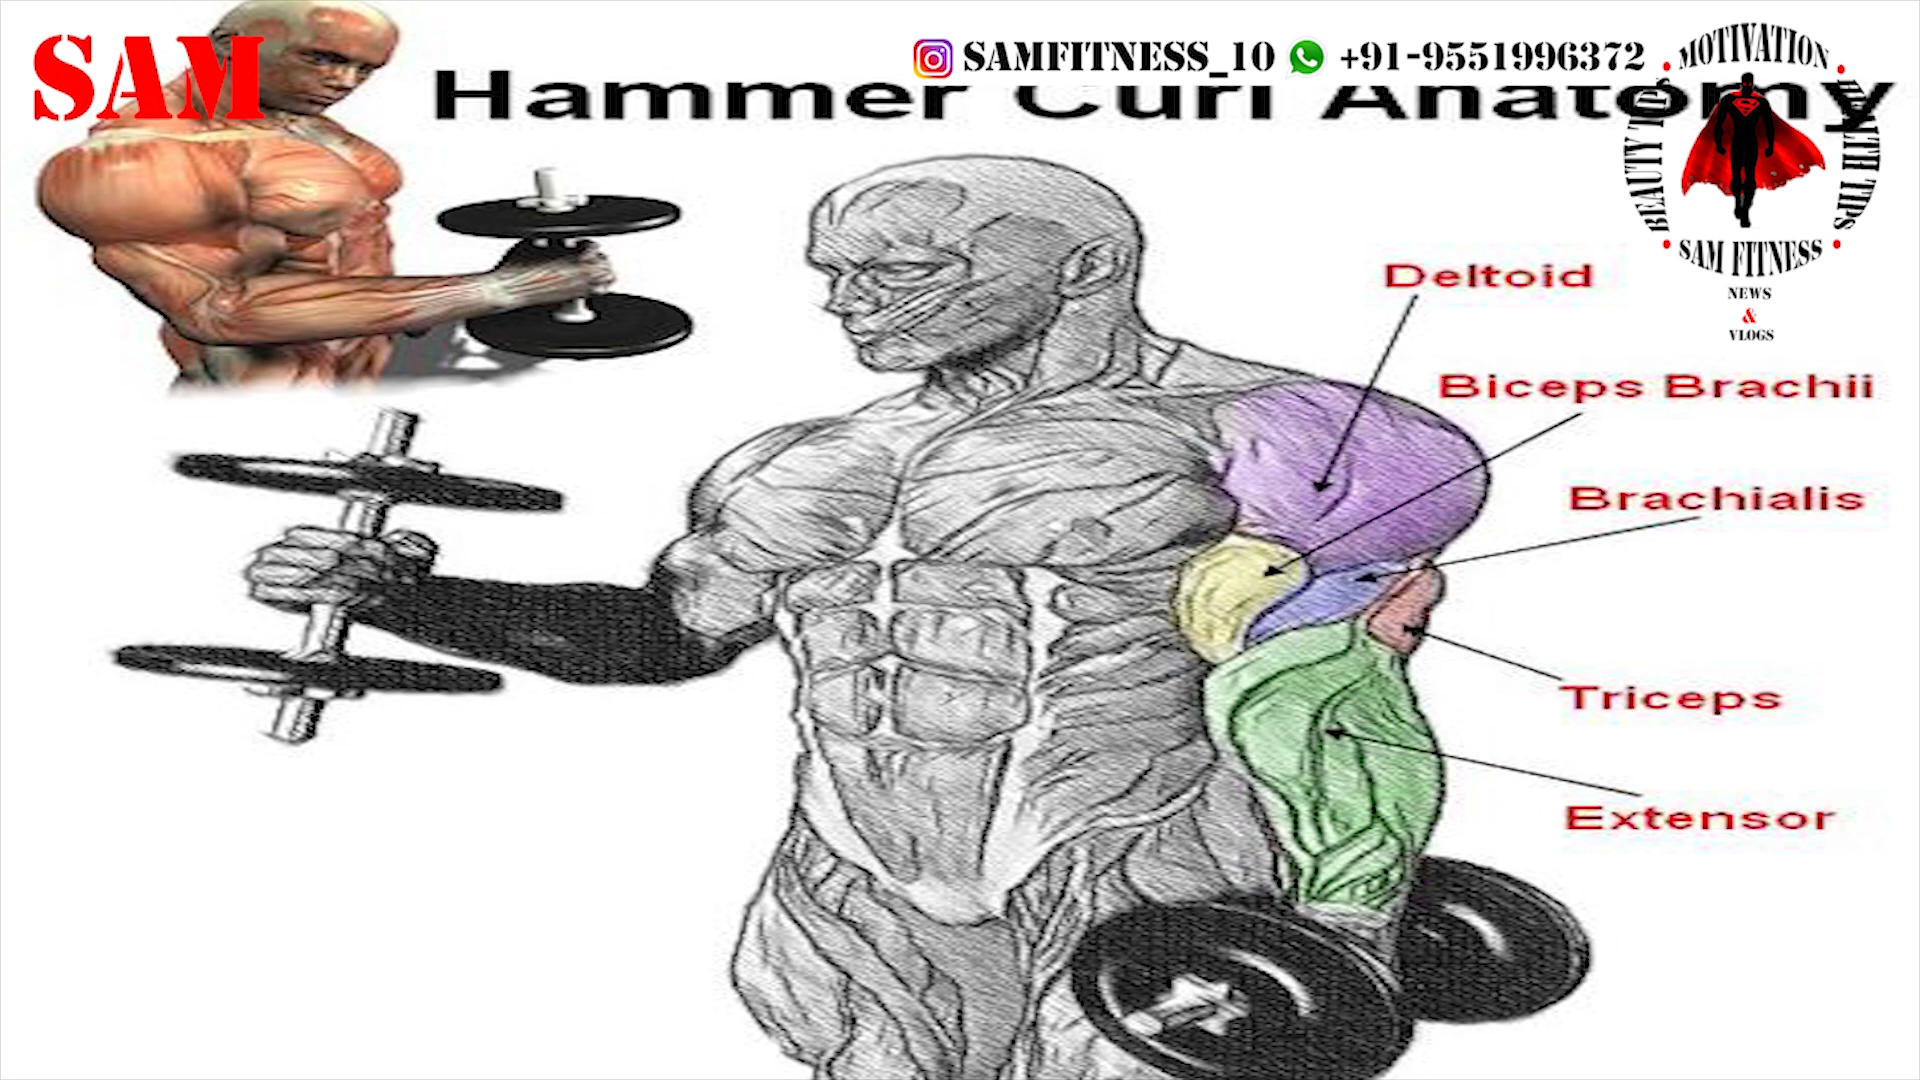 SAM
SAMFITNESS_10 +91-9551996372
Hammer Curl Anatomy
MOTIVATION
BEAUTY TIPS
HEALTH TIPS
SAM FITNESS
NEWS
&
VLOGS
Deltoid
Biceps Brachii
Brachialis
Triceps
Extensor